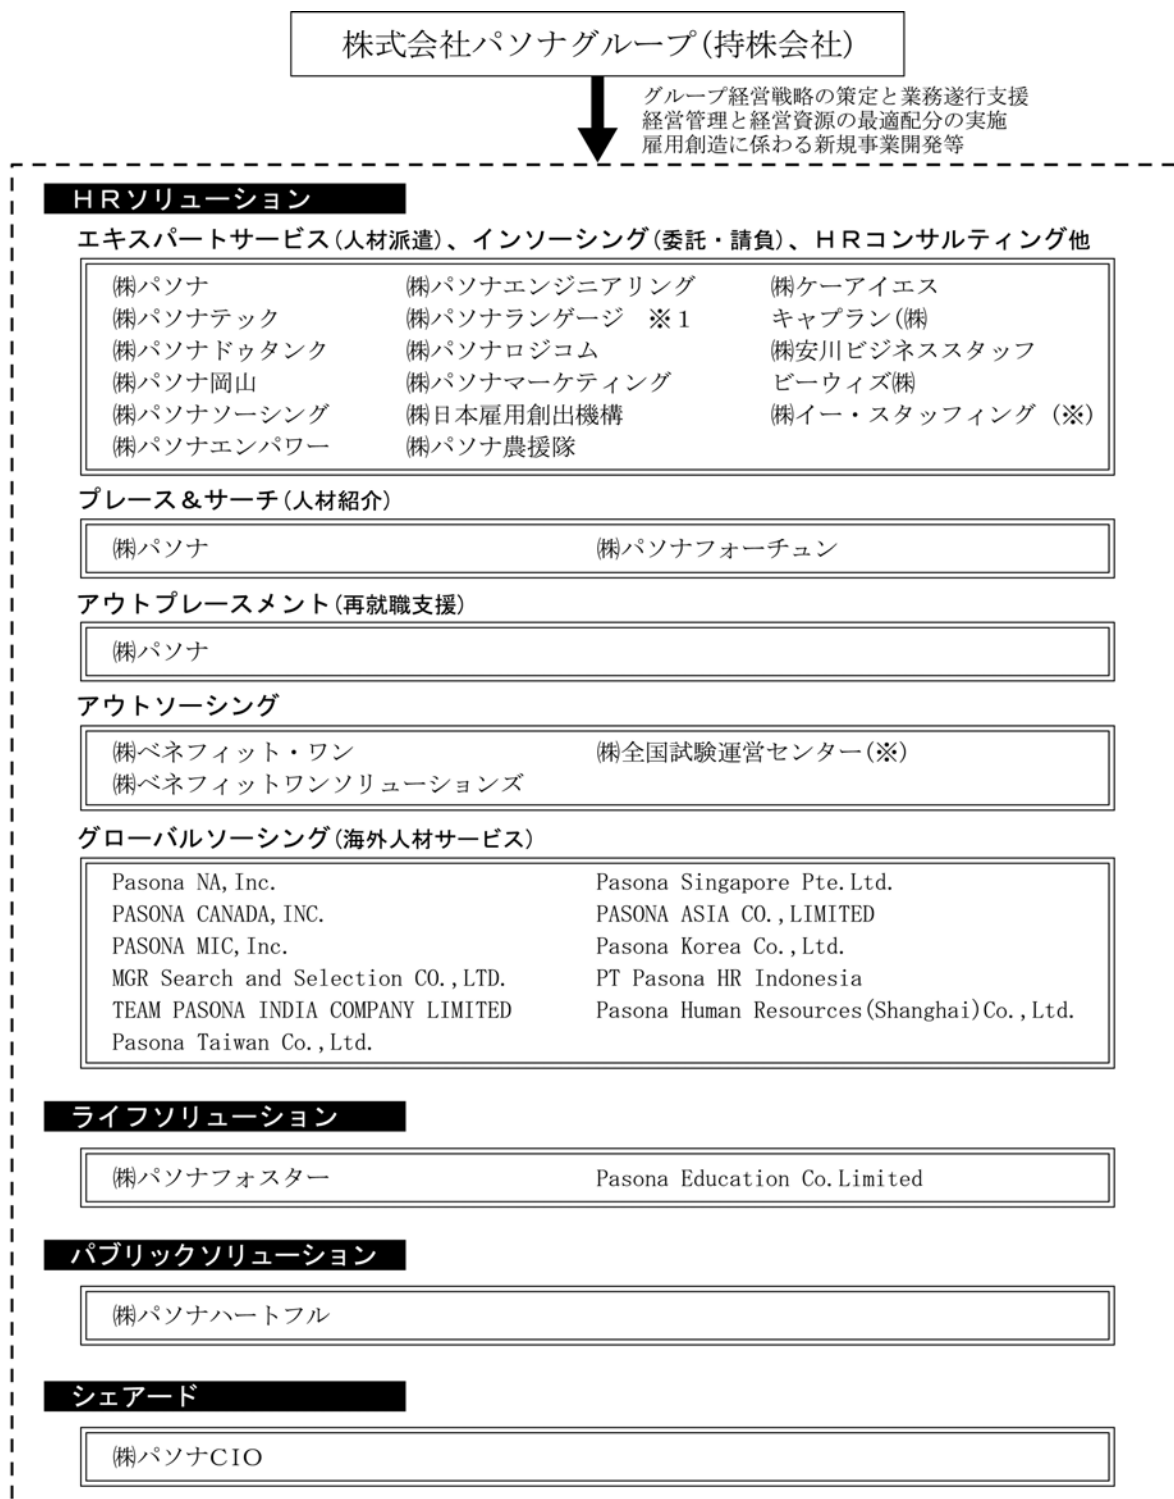 株式会社パソナグループ(持株会社)
グループ経営戦略の策定と業務遂行支援
経営管理と経営資源の最適配分の実施
雇用創造に係わる新規事業開発等
ＨＲソリューション
エキスパートサービス(人材派遣)、インソーシング(委託・請負)、ＨＲコンサルティング他
㈱パソナ ㈱パソナエンジニアリング ㈱ケーアイエス
㈱パソナテック ㈱パソナランゲージ ※１ キャプラン(㈱
㈱パソナドゥタンク ㈱パソナロジコム ㈱安川ビジネススタッフ
㈱パソナ岡山 ㈱パソナマーケティング ビーウィズ㈱
㈱パソナソーシング ㈱日本雇用創出機構 ㈱イー・スタッフィング (※)
㈱パソナエンパワー ㈱パソナ農援隊
プレース＆サーチ(人材紹介)
㈱パソナ ㈱パソナフォーチュン
アウトプレースメント(再就職支援)
㈱パソナ
アウトソーシング
㈱ベネフィット・ワン ㈱全国試験運営センター(※)
㈱ベネフィットワンソリューションズ
グローバルソーシング(海外人材サービス)
Pasona NA,Inc. Pasona Singapore Pte.Ltd.
PASONA CANADA,INC. PASONA ASIA CO.,LIMITED
PASONA MIC,Inc. Pasona Korea Co.,Ltd.
MGR Search and Selection CO.,LTD. PT Pasona HR Indonesia
TEAM PASONA INDIA COMPANY LIMITED Pasona Human Resources(Shanghai)Co.,Ltd.
Pasona Taiwan Co.,Ltd.
ライフソリューション
㈱パソナフォスター Pasona Education Co.Limited
パブリックソリューション
㈱パソナハートフル
シェアード
㈱パソナCIO